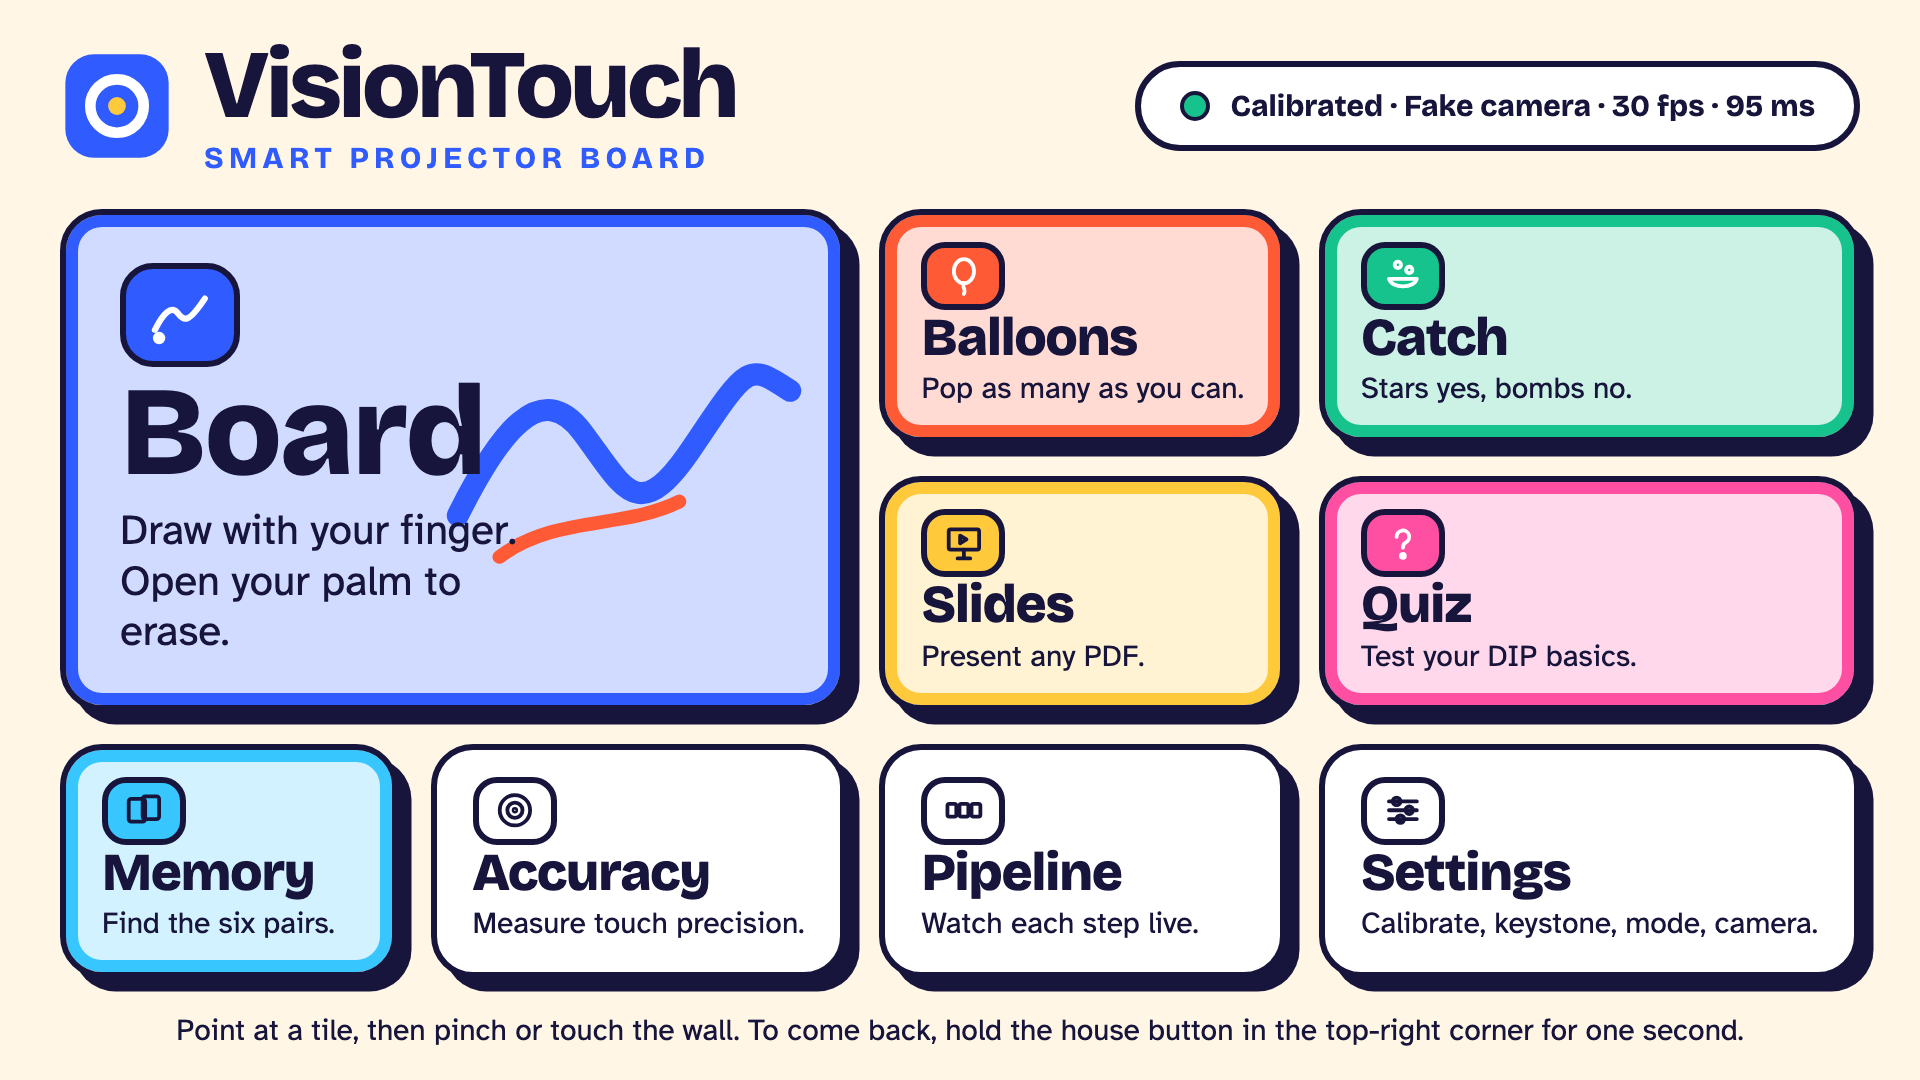 VisionTouch
SMART PROJECTOR BOARD
Calibrated · Fake camera · 30 fps · 95 ms
Board
Draw with your finger.
Open your palm to
erase.
Balloons
Pop as many as you can.
Catch
Stars yes, bombs no.
Slides
Present any PDF.
Quiz
Test your DIP basics.
Memory
Find the six pairs.
Accuracy
Measure touch precision.
Pipeline
Watch each step live.
Settings
Calibrate, keystone, mode, camera.
Point at a tile, then pinch or touch the wall. To come back, hold the house button in the top-right corner for one second.